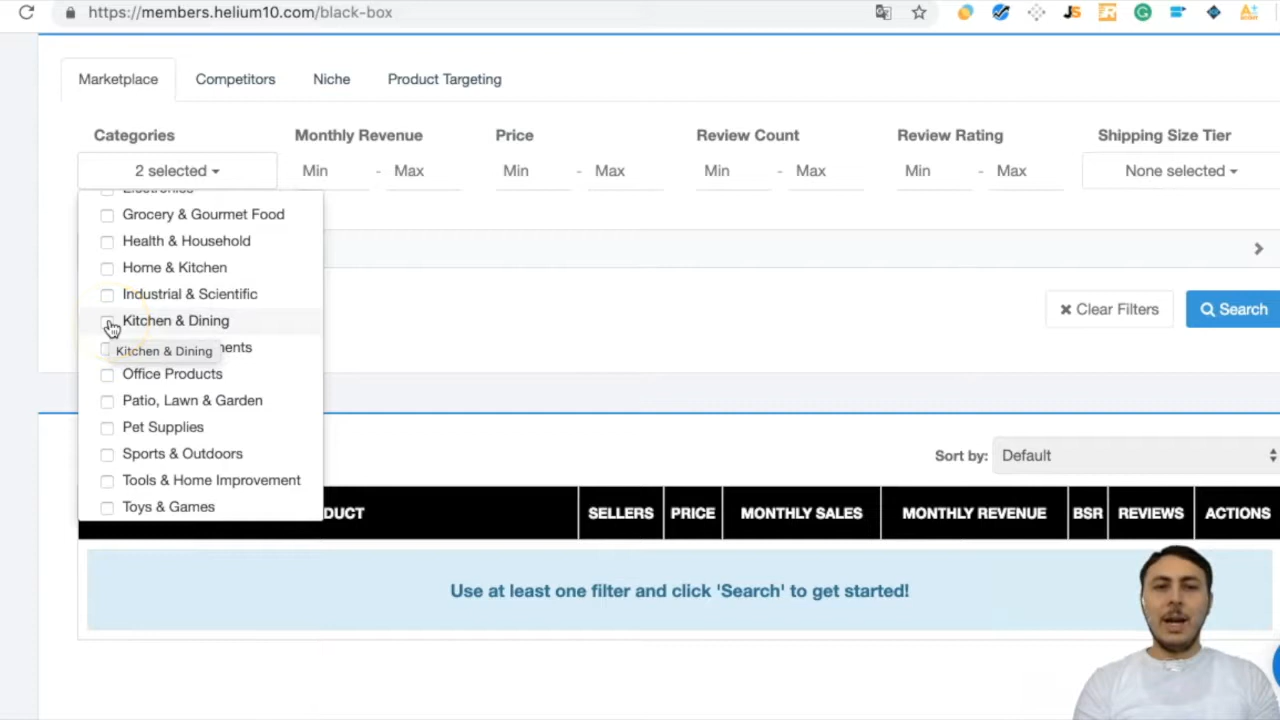 https://members.helium10.com/black-box
Marketplace
Competitors
Niche
Product Targeting
Categories
Monthly Revenue
Price
Review Count
Review Rating
Shipping Size Tier
2 selected
Min - Max
Min - Max
Min - Max
Min - Max
None selected
Electronics
Grocery & Gourmet Food
Health & Household
Home & Kitchen
Industrial & Scientific
Kitchen & Dining
Kitchen & Dining
Office Products
Patio, Lawn & Garden
Pet Supplies
Sports & Outdoors
Tools & Home Improvement
Toys & Games
Clear Filters
Search
Sort by:
Default
SELLERS
PRICE
MONTHLY SALES
MONTHLY REVENUE
BSR
REVIEWS
ACTIONS
Use at least one filter and click 'Search' to get started!